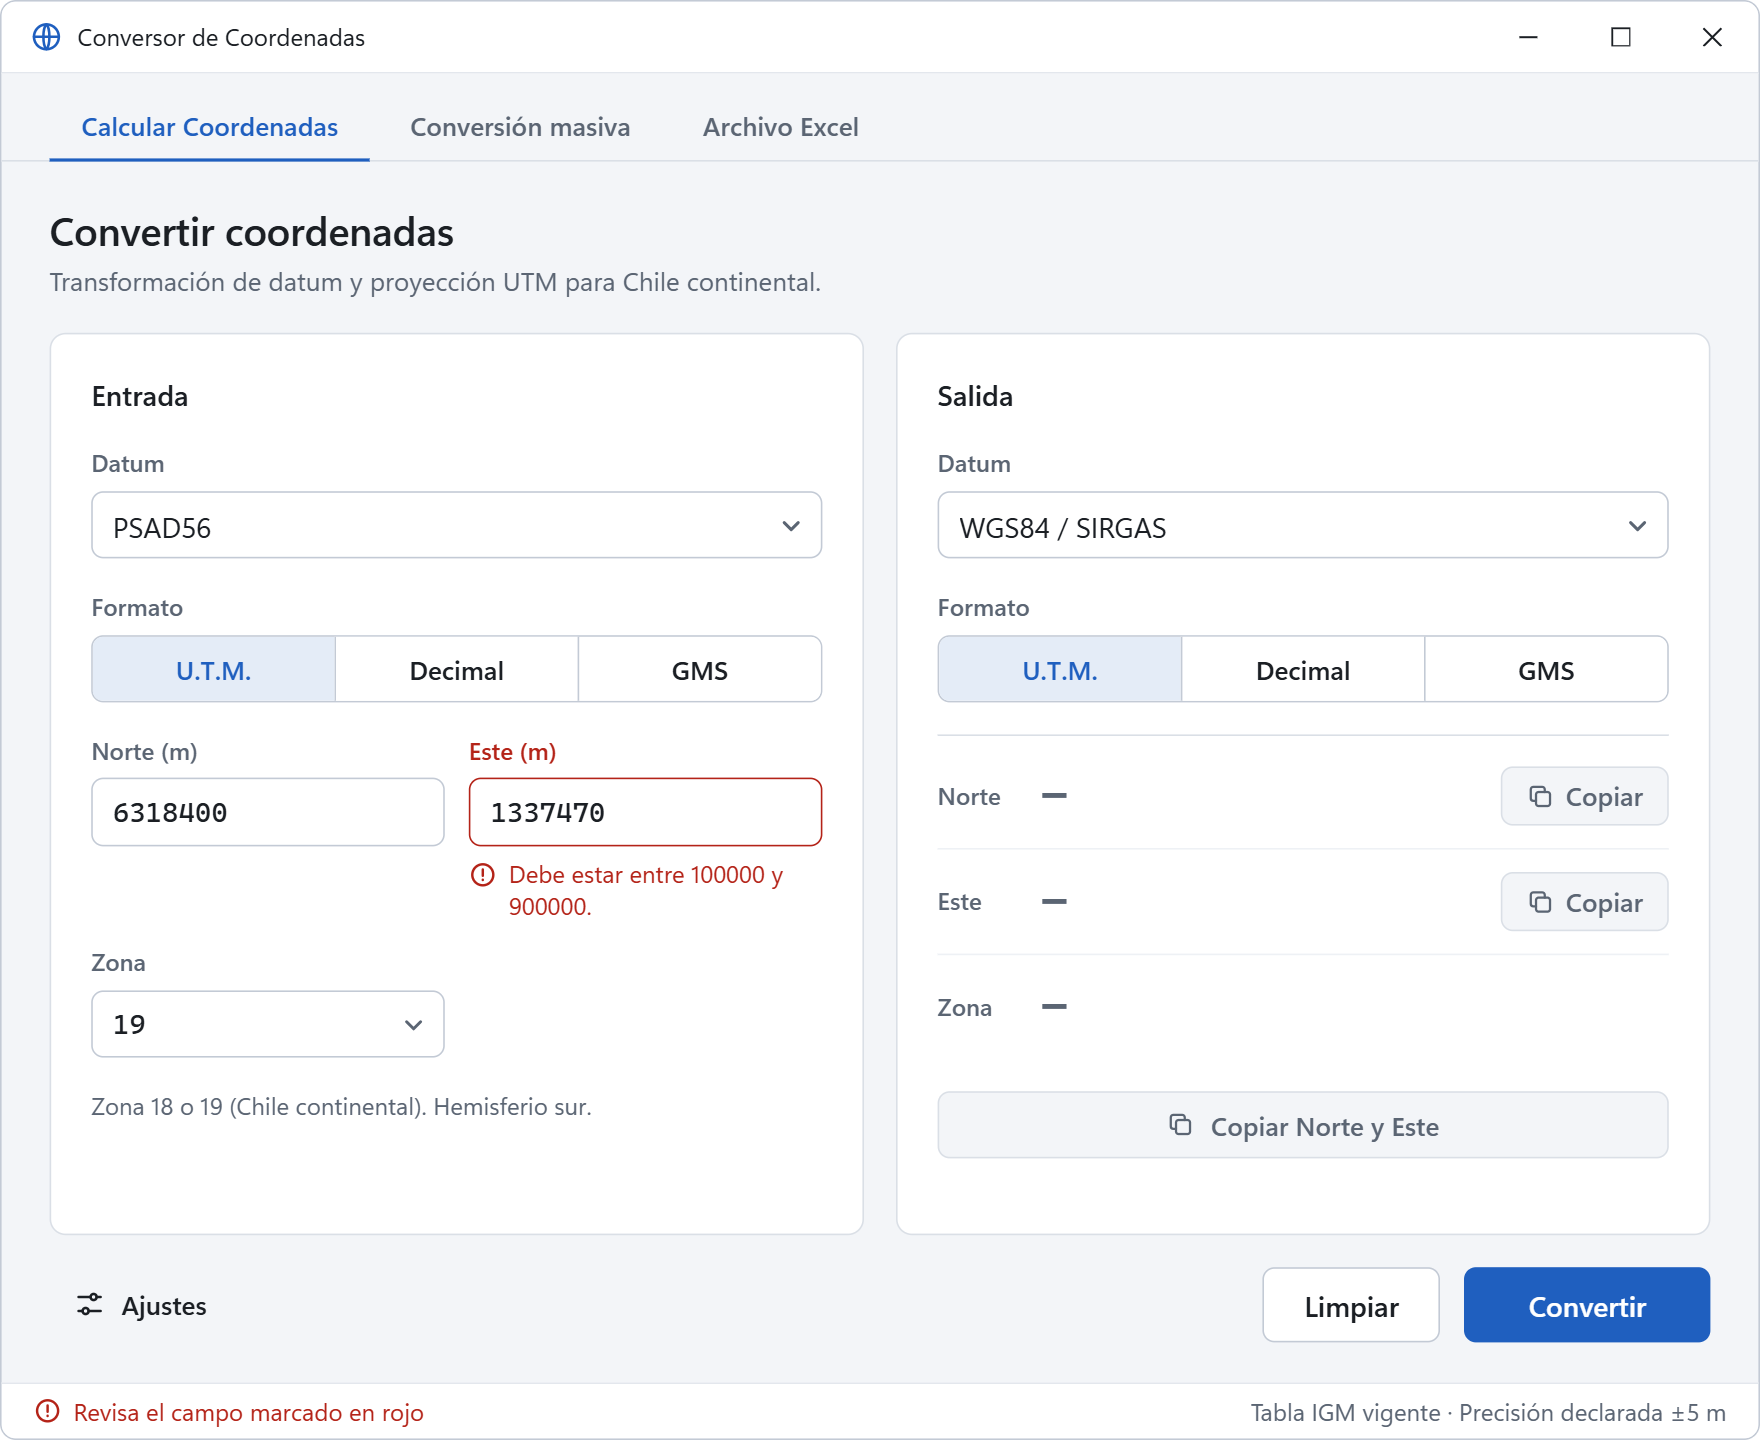 Conversor de Coordenadas
Calcular Coordenadas
Conversión masiva
Archivo Excel
Convertir coordenadas
Transformación de datum y proyección UTM para Chile continental.
Entrada
Datum
PSAD56
Formato
U.T.M.
Decimal
GMS
Norte (m)
Este (m)
6318400
1337470
Debe estar entre 100000 y
900000.
Zona
19
Zona 18 o 19 (Chile continental). Hemisferio sur.
Salida
Datum
WGS84 / SIRGAS
Formato
U.T.M.
Decimal
GMS
Norte
—
Copiar
Este
—
Copiar
Zona
—
Copiar Norte y Este
Ajustes
Limpiar
Convertir
Revisa el campo marcado en rojo
Tabla IGM vigente · Precisión declarada ±5 m